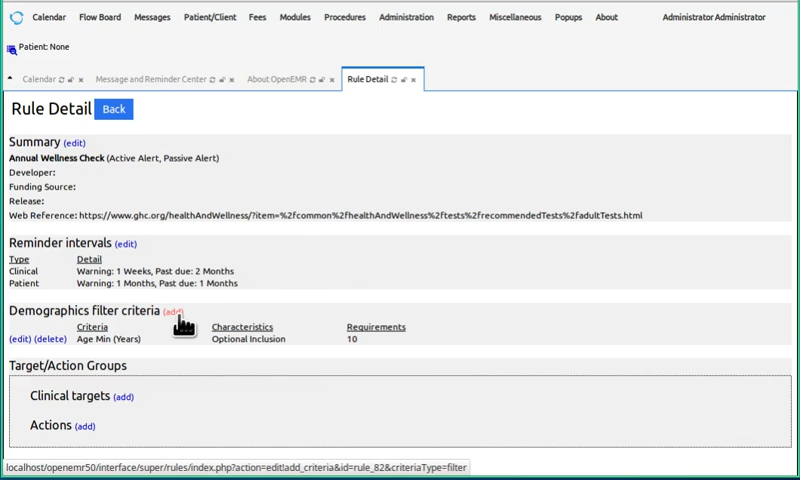 Calendar Flow Board Messages Patient/Client Fees Modules Procedures Administration Reports Miscellaneous Popups About Administrator Administrator
Patient: None
Calendar Message and Reminder Center About OpenEMR Rule Detail
Rule Detail Back
Summary (edit)
Annual Wellness Check (Active Alert, Passive Alert)
Developer:
Funding Source:
Release:
Web Reference: https://www.ghc.org/healthAndWellness/?item=%2fcommon%2fhealthAndWellness%2ftests%2frecommendedTests%2fadultTests.html
Reminder intervals (edit)
Type Detail
Clinical Warning: 1 Weeks, Past due: 2 Months
Patient Warning: 1 Months, Past due: 1 Months
Demographics filter criteria (add)
Criteria Characteristics Requirements
(edit) (delete) Age Min (Years) Optional Inclusion 10
Target/Action Groups
Clinical targets (add)
Actions (add)
localhost/openemr50/interface/super/rules/index.php?action=edit!add_criteria&id=rule_82&criteriaType=filter